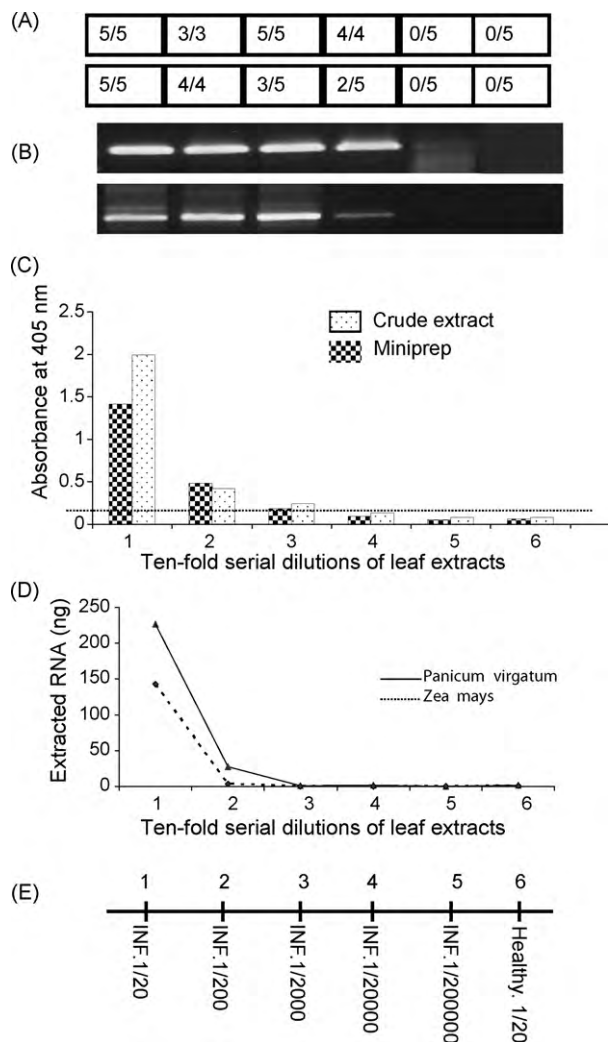 (A)
5/5 3/3 5/5 4/4 0/5 0/5
5/5 4/4 3/5 2/5 0/5 0/5
(B)
(C)
Absorbance at 405 nm
2.5
2
1.5
1
0.5
0
Crude extract
Miniprep
1 2 3 4 5 6
Ten-fold serial dilutions of leaf extracts
(D)
Extracted RNA (ng)
250
200
150
100
50
0
Panicum virgatum
Zea mays
1 2 3 4 5 6
Ten-fold serial dilutions of leaf extracts
(E)
1 2 3 4 5 6
INF.1/20
INF.1/200
INF.1/2000
INF.1/20000
INF.1/200000
Healthy. 1/20